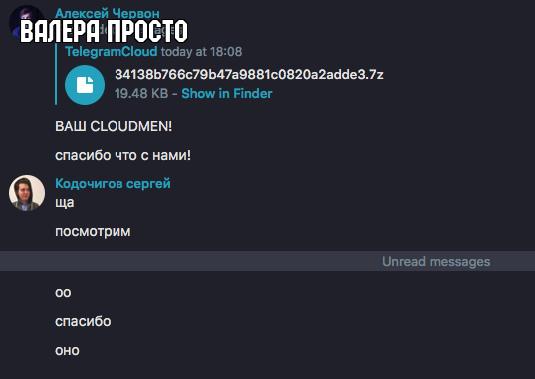 Алексей Червон
ВАЛЕРА ПРОСТО
TelegramCloud today at 18:08
34138b766c79b47a9881c0820a2adde3.7z
19.48 KB - Show in Finder
ВАШ CLOUDMEN!
спасибо что с нами!
Кодочигов сергей
ща
посмотрим
Unread messages
оо
спасибо
оно